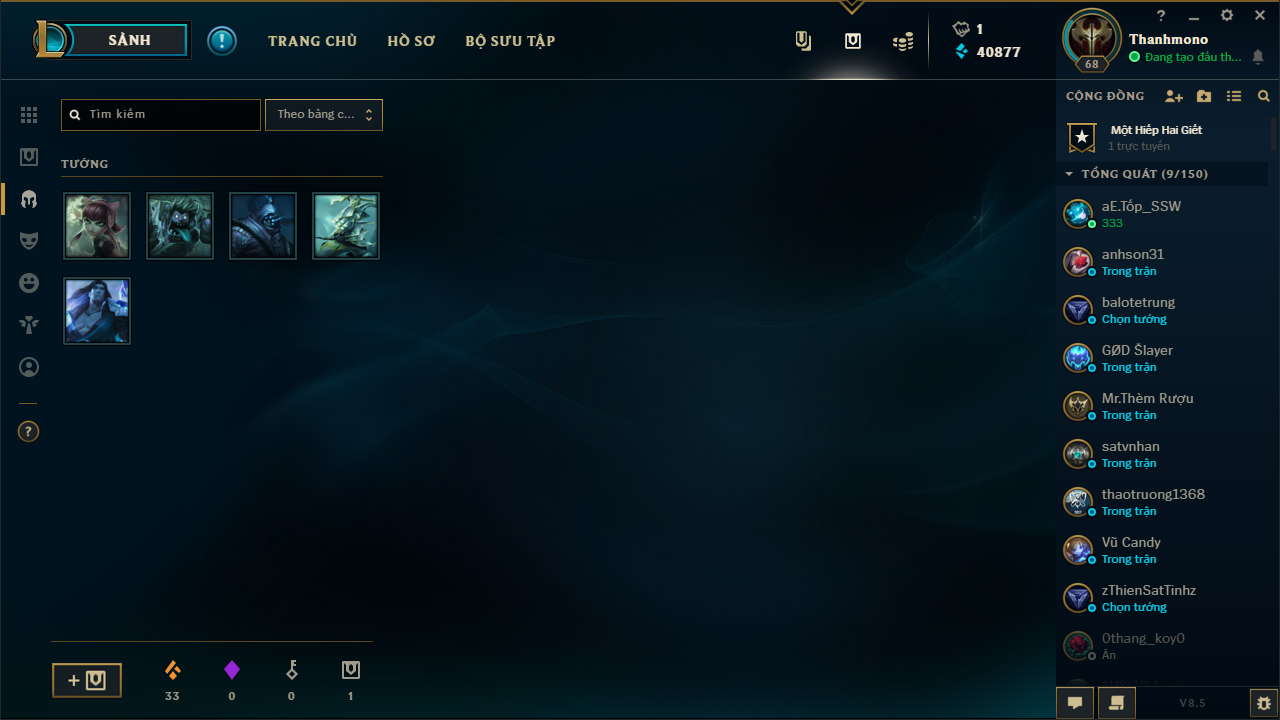 SẢNH
TRANG CHỦ
HỒ SƠ
BỘ SƯU TẬP
1
40877
?
68
Thanhmono
Đang tạo đấu th...
Tìm kiếm
Theo bảng c...
TƯỚNG
?
33
0
0
1
CỘNG ĐỒNG
Một Hiếp Hai Giết
1 trực tuyến
TỔNG QUÁT (9/150)
aE.Tốp_SSW
333
anhson31
Trong trận
balotetrung
Chọn tướng
GØD Šlayer
Trong trận
Mr.Thèm Rượu
Trong trận
satvnhan
Trong trận
thaotruong1368
Trong trận
Vũ Candy
Trong trận
zThienSatTinhz
Chọn tướng
0thang_koy0
Ẩn
V8.5